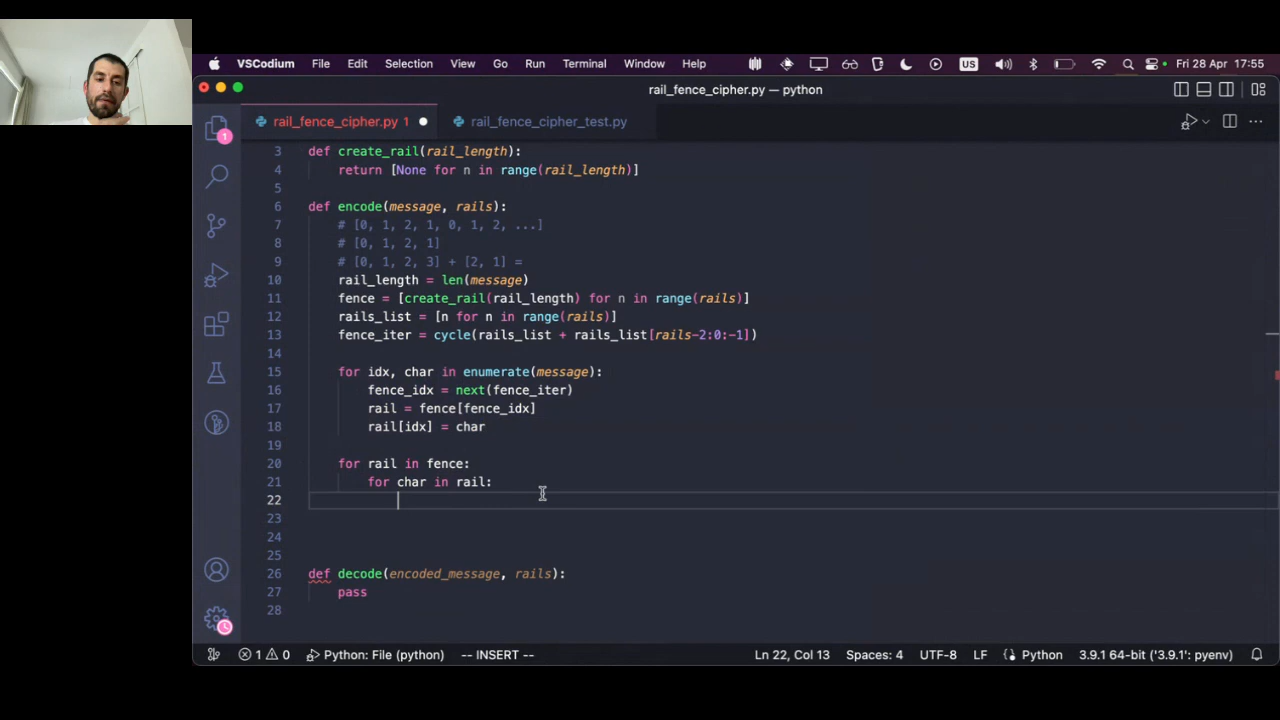 VSCodium File Edit Selection View Go Run Terminal Window Help US Fri 28 Apr 17:55
rail_fence_cipher.py — python
rail_fence_cipher.py 1 rail_fence_cipher_test.py
3 def create_rail(rail_length):
4 return [None for n in range(rail_length)]
5
6 def encode(message, rails):
7 # [0, 1, 2, 1, 0, 1, 2, ...]
8 # [0, 1, 2, 1]
9 # [0, 1, 2, 3] + [2, 1] =
10 rail_length = len(message)
11 fence = [create_rail(rail_length) for n in range(rails)]
12 rails_list = [n for n in range(rails)]
13 fence_iter = cycle(rails_list + rails_list[rails-2:0:-1])
14
15 for idx, char in enumerate(message):
16 fence_idx = next(fence_iter)
17 rail = fence[fence_idx]
18 rail[idx] = char
19
20 for rail in fence:
21 for char in rail:
22
23
24
25
26 def decode(encoded_message, rails):
27 pass
28
1
1 0 Python: File (python) -- INSERT -- Ln 22, Col 13 Spaces: 4 UTF-8 LF Python 3.9.1 64-bit ('3.9.1': pyenv)